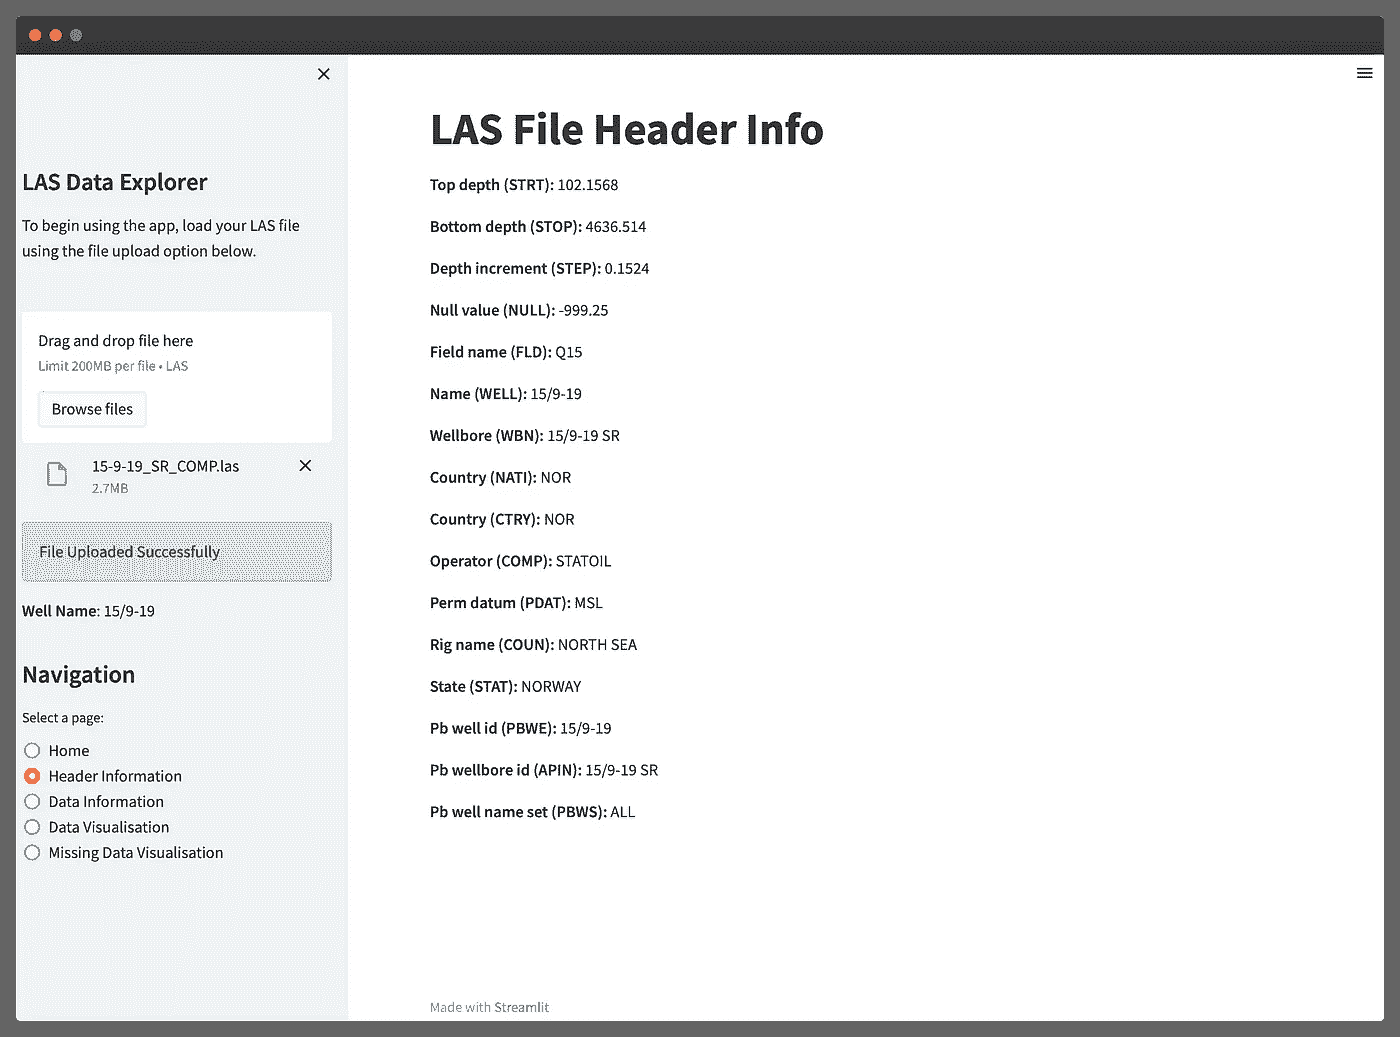 LAS Data Explorer
To begin using the app, load your LAS file
using the file upload option below.
Drag and drop file here
Limit 200MB per file • LAS
Browse files
15-9-19_SR_COMP.las
2.7MB
File Uploaded Successfully
Well Name: 15/9-19
Navigation
Select a page:
Home
Header Information
Data Information
Data Visualisation
Missing Data Visualisation
LAS File Header Info
Top depth (STRT): 102.1568
Bottom depth (STOP): 4636.514
Depth increment (STEP): 0.1524
Null value (NULL): -999.25
Field name (FLD): Q15
Name (WELL): 15/9-19
Wellbore (WBN): 15/9-19 SR
Country (NATI): NOR
Country (CTRY): NOR
Operator (COMP): STATOIL
Perm datum (PDAT): MSL
Rig name (COUN): NORTH SEA
State (STAT): NORWAY
Pb well id (PBWE): 15/9-19
Pb wellbore id (APIN): 15/9-19 SR
Pb well name set (PBWS): ALL
Made with Streamlit